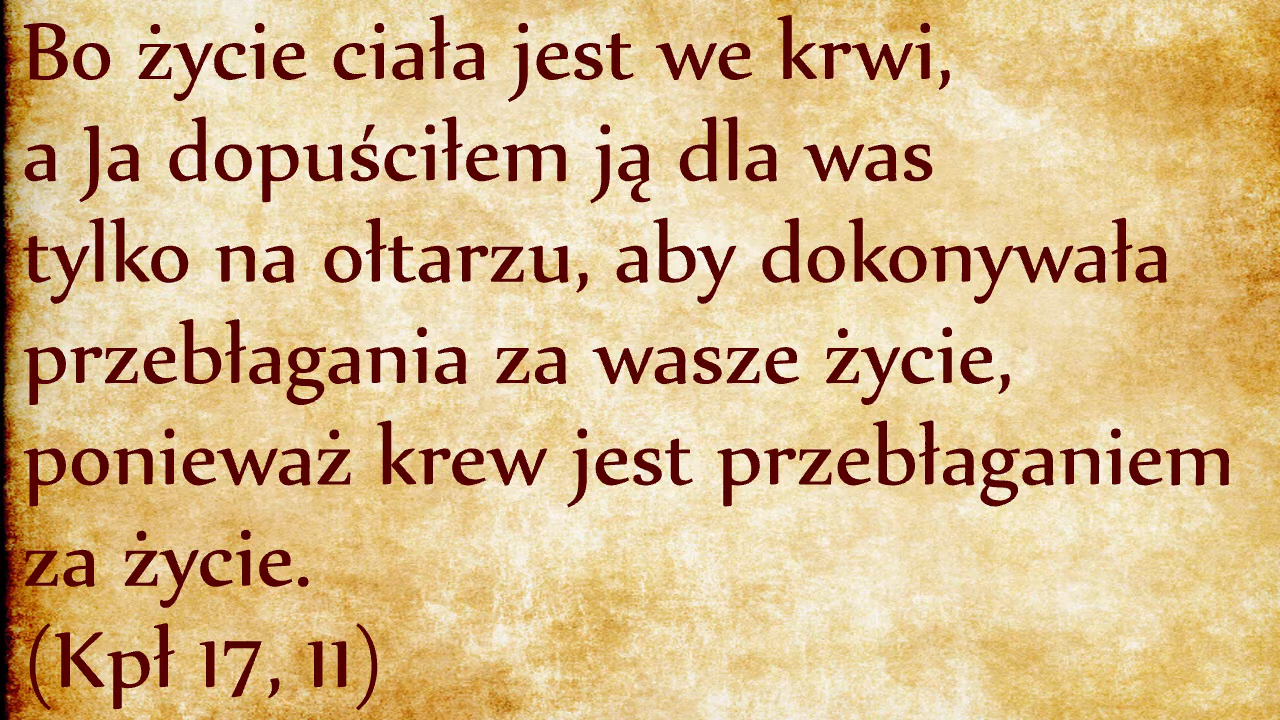 Bo życie ciała jest we krwi,
a Ja dopuściłem ją dla was
tylko na ołtarzu, aby dokonywała
przebłagania za wasze życie,
ponieważ krew jest przebłaganiem
za życie.
(Kpł 17, 11)